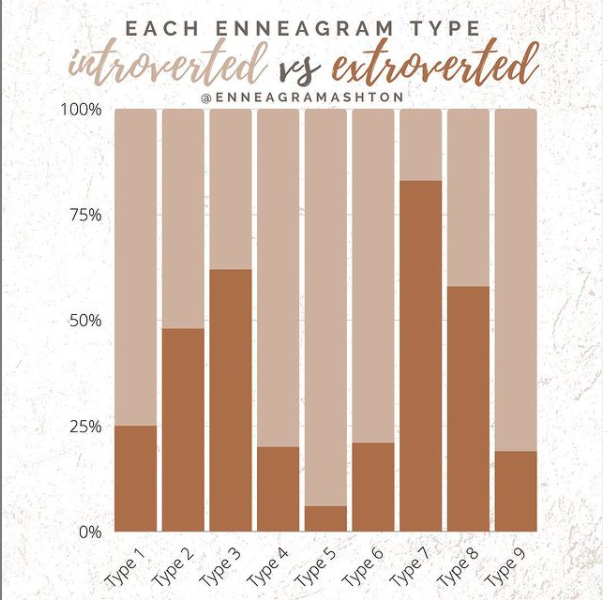 EACH ENNEAGRAM TYPE
introverted vs extroverted
@ENNEAGRAMASHTON
100%
75%
50%
25%
0%
Type 1
Type 2
Type 3
Type 4
Type 5
Type 6
Type 7
Type 8
Type 9